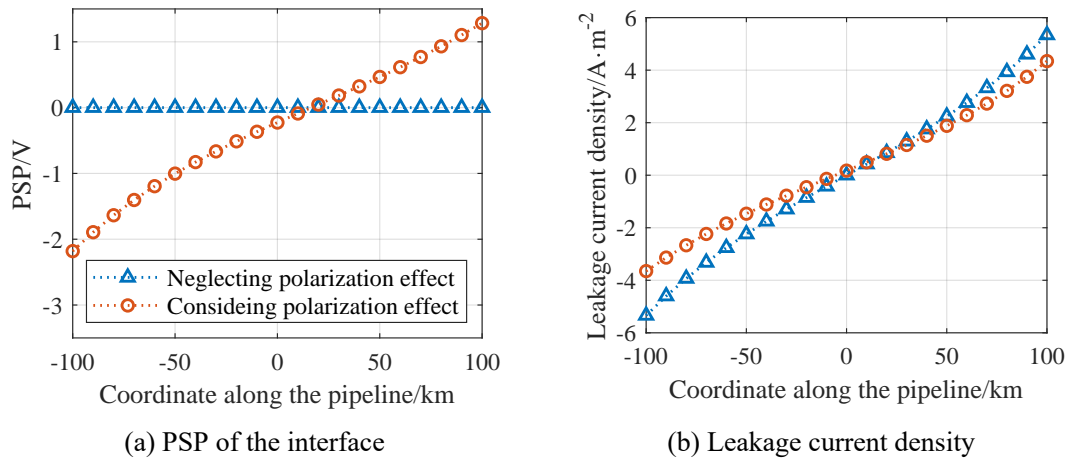 1
0
-1
-2
-3
PSP/V
Neglecting polarization effect
Consideing polarization effect
-100 -50 0 50 100
Coordinate along the pipeline/km
(a) PSP of the interface
6
4
2
0
-2
-4
-6
Leakage current density/A·m-2
-100 -50 0 50 100
Coordinate along the pipeline/km
(b) Leakage current density